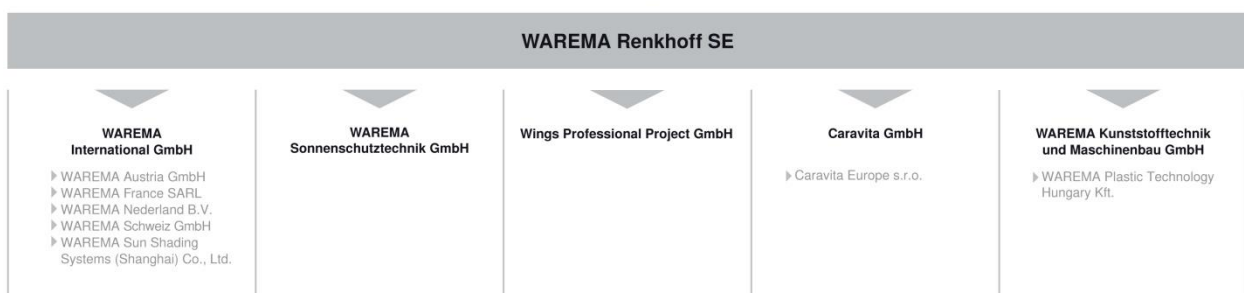 WAREMA Renkhoff SE
WAREMA
International GmbH
WAREMA Austria GmbH
WAREMA France SARL
WAREMA Nederland B.V.
WAREMA Schweiz GmbH
WAREMA Sun Shading
Systems (Shanghai) Co., Ltd.
WAREMA
Sonnenschutztechnik GmbH
Wings Professional Project GmbH
Caravita GmbH
Caravita Europe s.r.o.
WAREMA Kunststofftechnik
und Maschinenbau GmbH
WAREMA Plastic Technology
Hungary Kft.